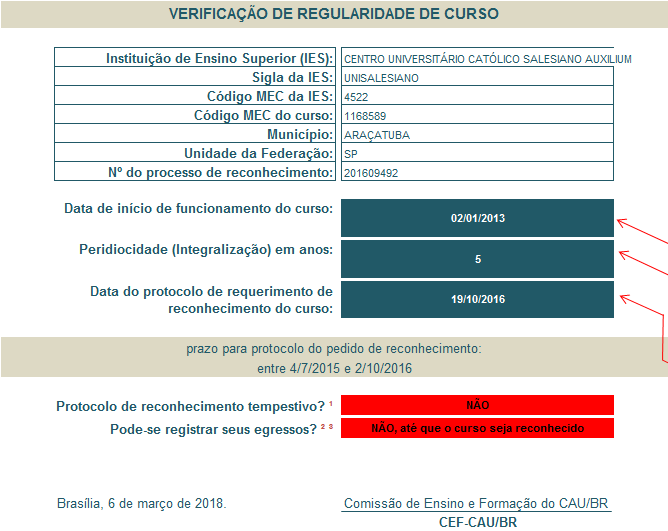 VERIFICAÇÃO DE REGULARIDADE DE CURSO
Instituição de Ensino Superior (IES): CENTRO UNIVERSITÁRIO CATÓLICO SALESIANO AUXILIUM
Sigla da IES: UNISALESIANO
Código MEC da IES: 4522
Código MEC do curso: 1168589
Município: ARAÇATUBA
Unidade da Federação: SP
Nº do processo de reconhecimento: 201609492
Data de início de funcionamento do curso: 02/01/2013
Peridiocidade (Integralização) em anos: 5
Data do protocolo de requerimento de
reconhecimento do curso: 19/10/2016
prazo para protocolo do pedido de reconhecimento:
entre 4/7/2015 e 2/10/2016
Protocolo de reconhecimento tempestivo? ¹ NÃO
Pode-se registrar seus egressos? ² ³ NÃO, até que o curso seja reconhecido
Brasília, 6 de março de 2018. Comissão de Ensino e Formação do CAU/BR
CEF-CAU/BR